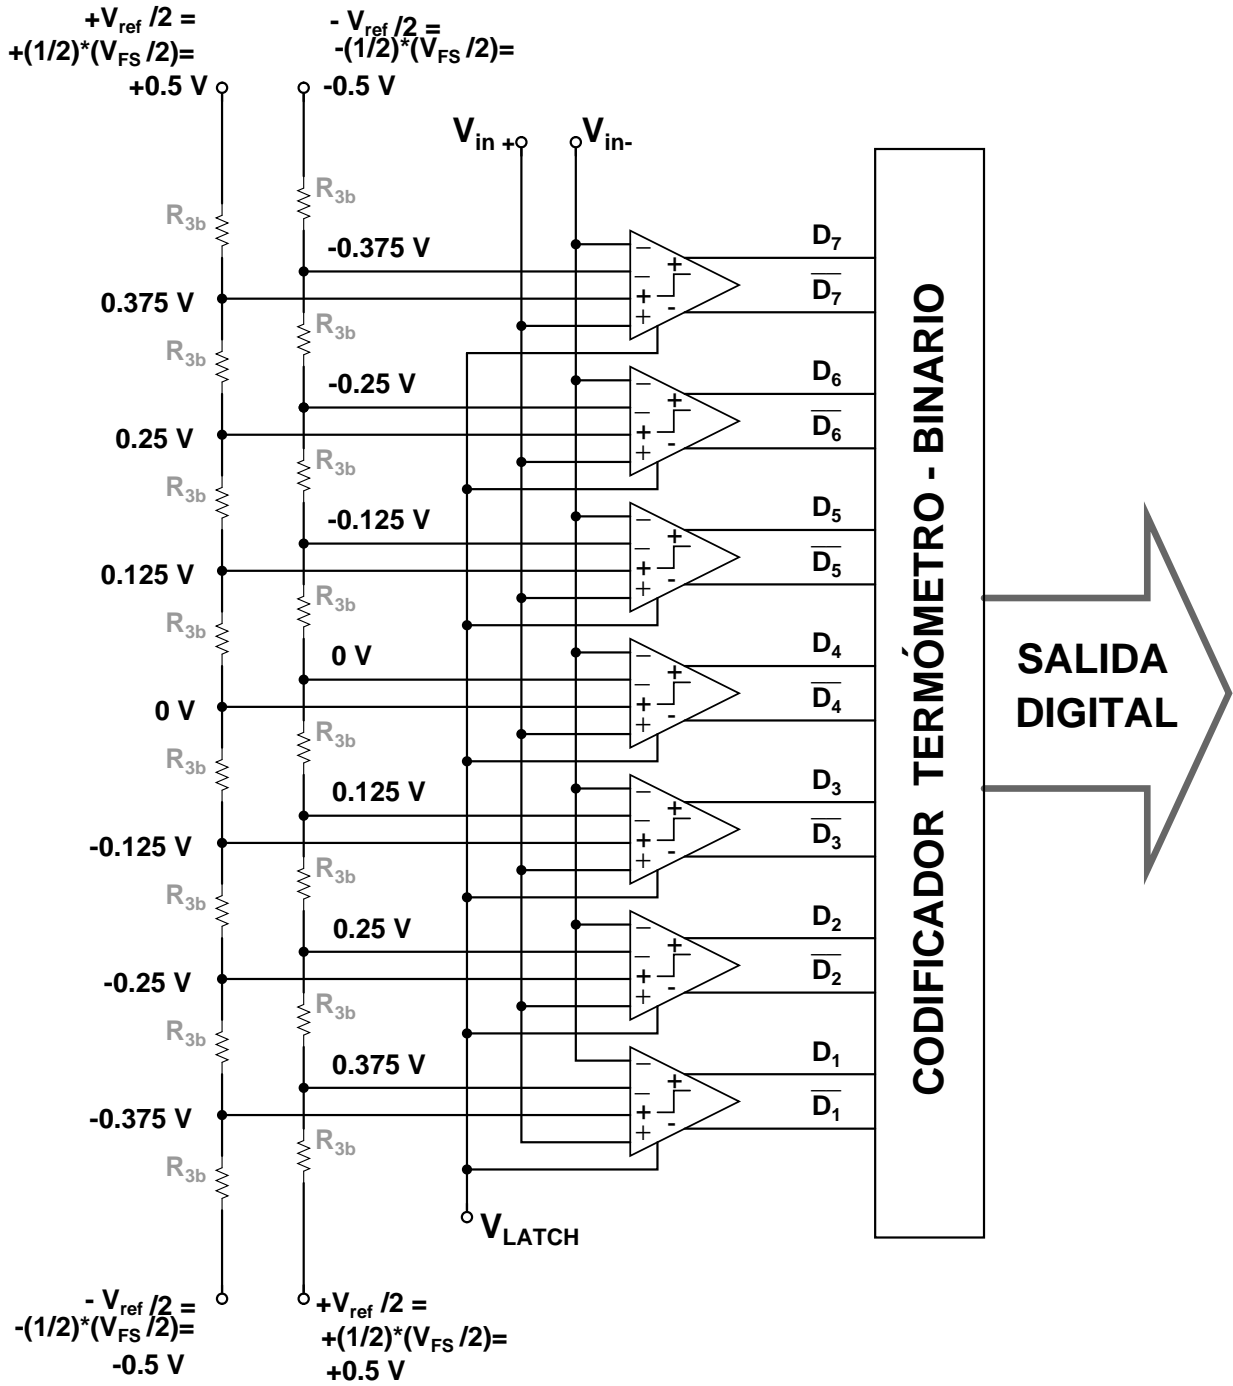 +Vref /2 =
+(1/2)*(VFS /2)=
+0.5 V
- Vref /2 =
-(1/2)*(VFS /2)=
-0.5 V
Vin +
Vin-
R3b
R3b
-0.375 V
0.375 V
D7
D7
+
-
−
−
+
+
R3b
R3b
-0.25 V
0.25 V
D6
D6
+
-
−
−
+
+
R3b
R3b
-0.125 V
0.125 V
D5
D5
+
-
−
−
+
+
R3b
R3b
0 V
0 V
D4
D4
+
-
−
−
+
+
R3b
R3b
0.125 V
-0.125 V
D3
D3
+
-
−
−
+
+
R3b
R3b
0.25 V
-0.25 V
D2
D2
+
-
−
−
+
+
R3b
R3b
0.375 V
-0.375 V
D1
D1
+
-
−
−
+
+
R3b
R3b
VLATCH
CODIFICADOR TERMÓMETRO - BINARIO
SALIDA
DIGITAL
- Vref /2 =
-(1/2)*(VFS /2)=
-0.5 V
+Vref /2 =
+(1/2)*(VFS /2)=
+0.5 V